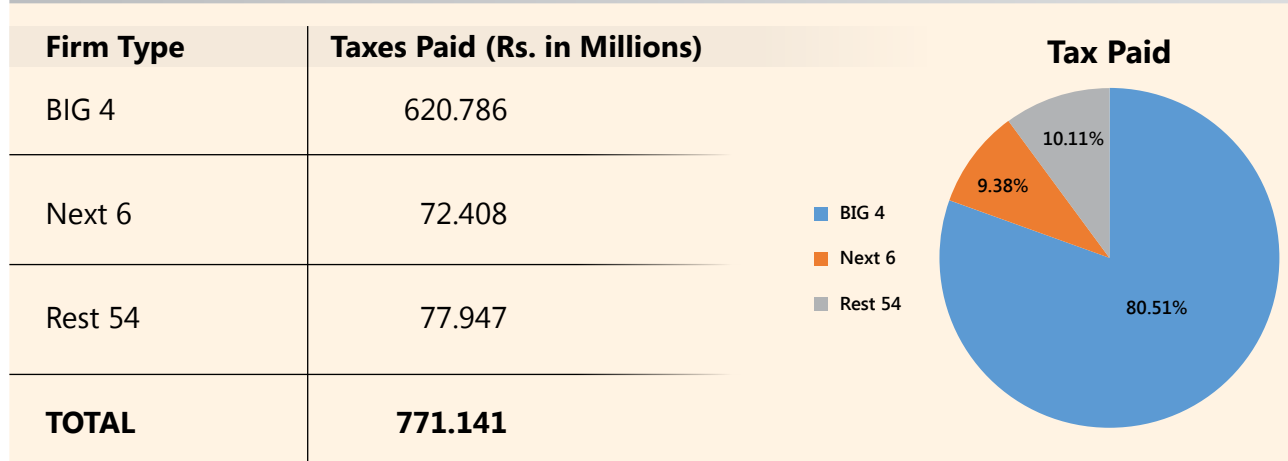 Firm Type Taxes Paid (Rs. in Millions)
BIG 4 620.786
Next 6 72.408
Rest 54 77.947
TOTAL 771.141
Tax Paid
10.11%
9.38%
80.51%
BIG 4
Next 6
Rest 54